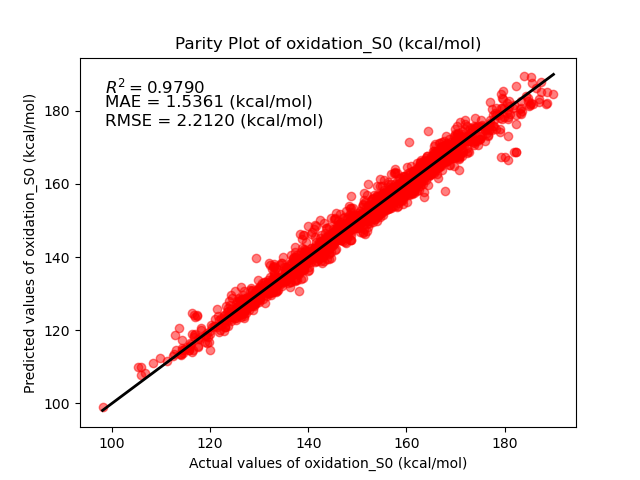 Parity Plot of oxidation_S0 (kcal/mol)
R² = 0.9790
MAE = 1.5361 (kcal/mol)
RMSE = 2.2120 (kcal/mol)
Predicted values of oxidation_S0 (kcal/mol)
180
160
140
120
100
100 120 140 160 180
Actual values of oxidation_S0 (kcal/mol)